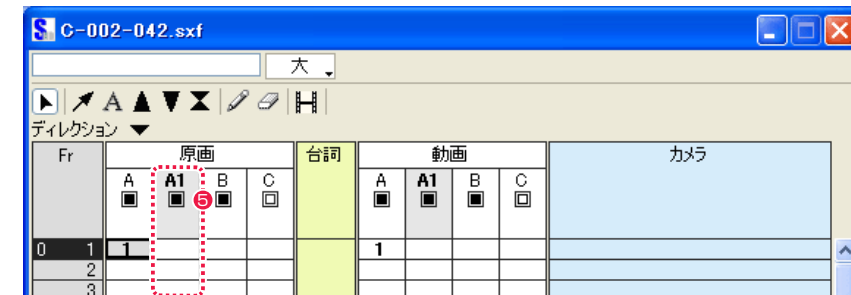 C-002-042.sxf
大
A
ディレクション
Fr 原画 台詞 動画 カメラ
A A1 B C A A1 B C
5
0 1 1 1
2
3